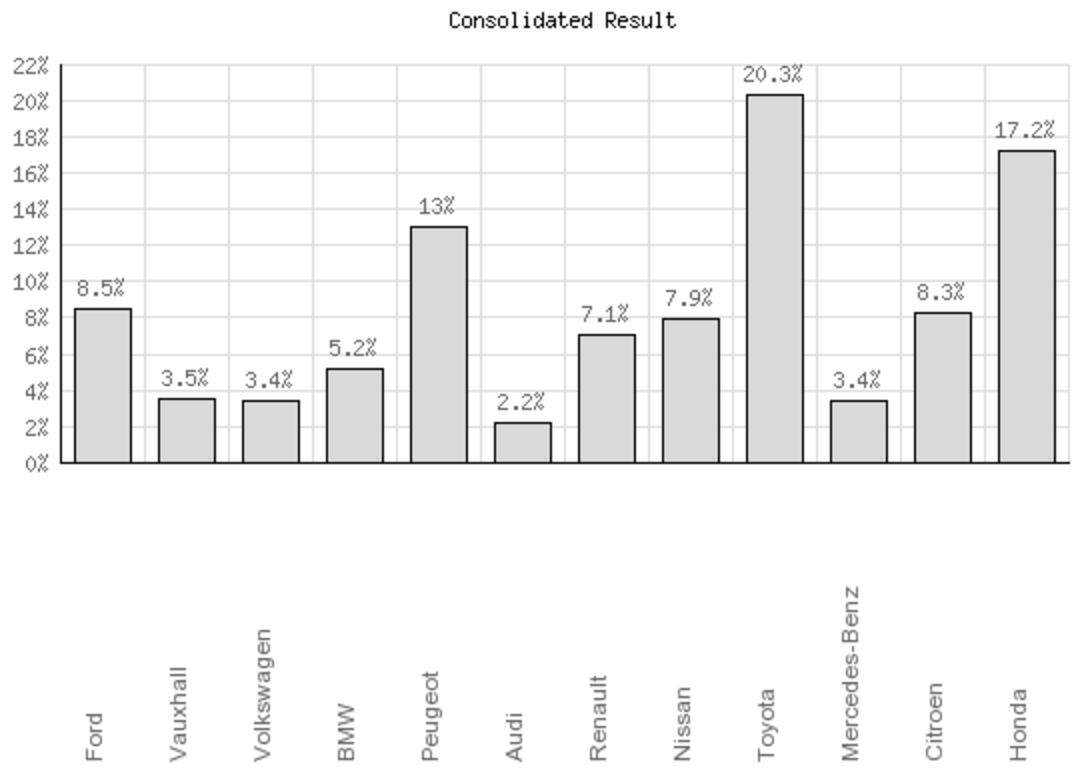 Consolidated Result
22%
20%
18%
16%
14%
12%
10%
8%
6%
4%
2%
0%
8.5%
3.5%
3.4%
5.2%
13%
2.2%
7.1%
7.9%
20.3%
3.4%
8.3%
17.2%
Ford
Vauxhall
Volkswagen
BMW
Peugeot
Audi
Renault
Nissan
Toyota
Mercedes-Benz
Citroen
Honda